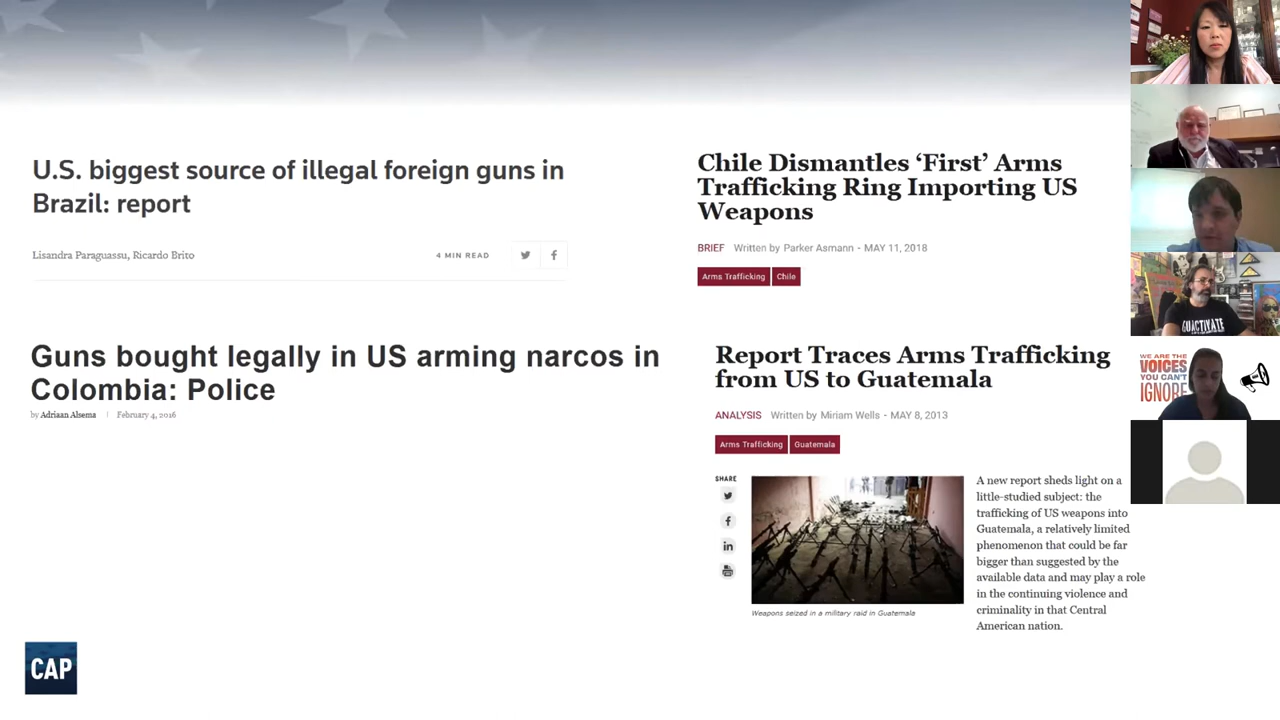 U.S. biggest source of illegal foreign guns in
Brazil: report
Lisandra Paraguassu, Ricardo Brito
4 MIN READ
Guns bought legally in US arming narcos in
Colombia: Police
by Adriaan Alsema | February 4, 2016
Chile Dismantles ‘First’ Arms
Trafficking Ring Importing US
Weapons
BRIEF Written by Parker Asmann - MAY 11, 2018
Arms Trafficking Chile
Report Traces Arms Trafficking
from US to Guatemala
ANALYSIS Written by Miriam Wells - MAY 8, 2013
Arms Trafficking Guatemala
SHARE
Weapons seized in a military raid in Guatemala
A new report sheds light on a
little-studied subject: the
trafficking of US weapons into
Guatemala, a relatively limited
phenomenon that could be far
bigger than suggested by the
available data and may play a role
in the continuing violence and
criminality in that Central
American nation.
CAP
GUACTIVATE
WE ARE THE
VOICES
YOU CAN'T
IGNORE